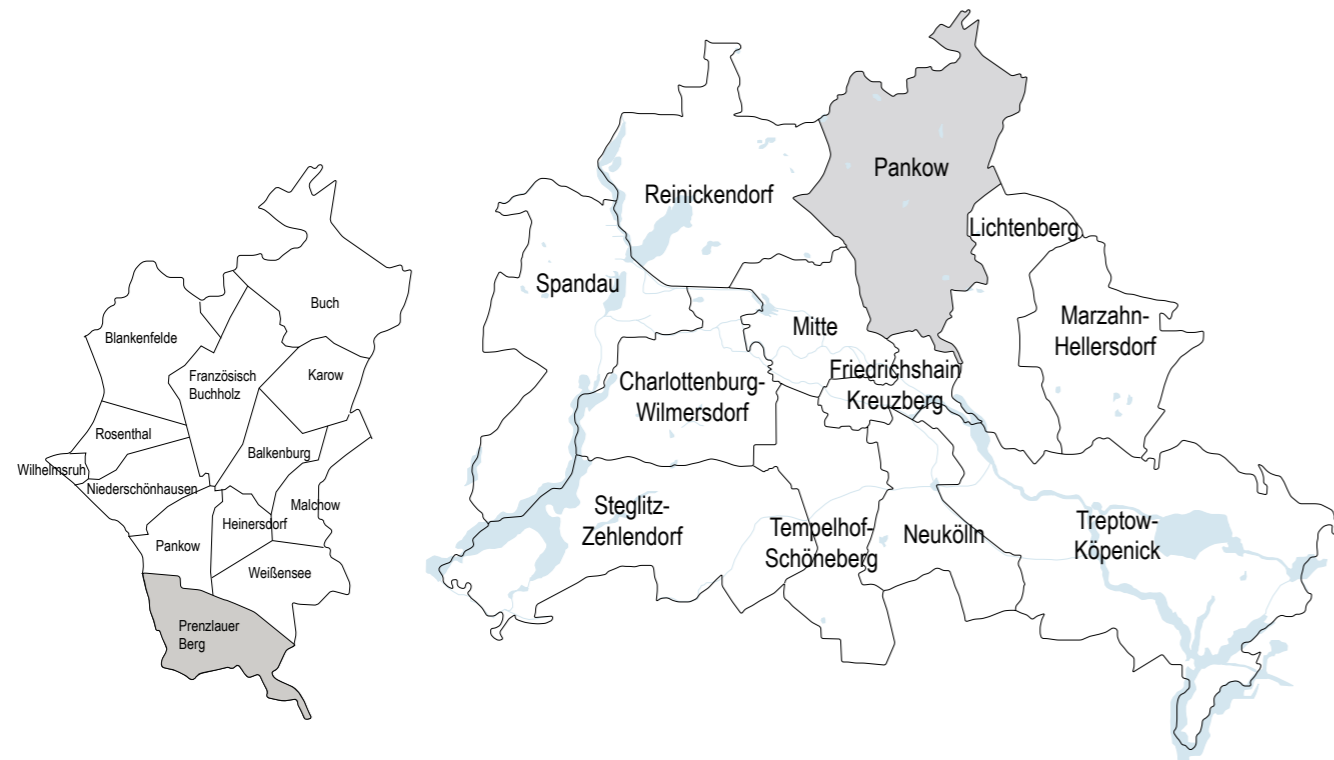 Buch
Blankenfelde
Französisch
Buchholz
Karow
Rosenthal
Balkenburg
Wilhelmsruh
Niederschönhausen
Malchow
Heinersdorf
Pankow
Weißensee
Prenzlauer
Berg
Pankow
Reinickendorf
Lichtenberg
Spandau
Mitte
Marzahn-
Hellersdorf
Friedrichshain
Kreuzberg
Charlottenburg-
Wilmersdorf
Steglitz-
Zehlendorf
Tempelhof-
Schöneberg
Neukölln
Treptow-
Köpenick